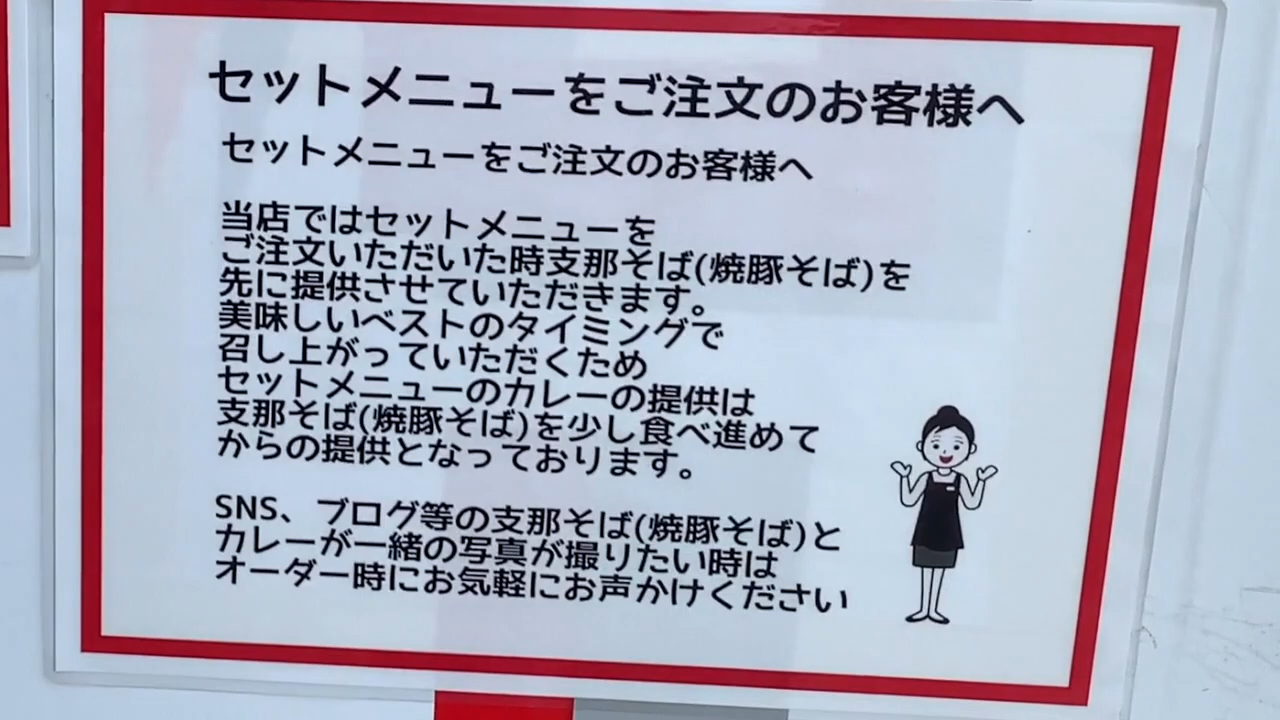 セットメニューをご注文のお客様へ
セットメニューをご注文のお客様へ
当店ではセットメニューを
ご注文いただいた時支那そば(焼豚そば)を
先に提供させていただきます。
美味しいベストのタイミングで
召し上がっていただくため
セットメニューのカレーの提供は
支那そば(焼豚そば)を少し食べ進めて
からの提供となっております。
SNS、ブログ等の支那そば(焼豚そば)と
カレーが一緒の写真が撮りたい時は
オーダー時にお気軽にお声かけください